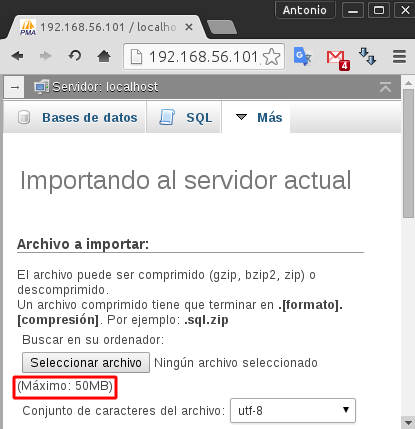 Antonio
PMA 192.168.56.101 / localho
192.168.56.101
4
Servidor: localhost
Bases de datos SQL Más
Importando al servidor actual
Archivo a importar:
El archivo puede ser comprimido (gzip, bzip2, zip) o
descomprimido.
Un archivo comprimido tiene que terminar en .[formato].
[compresión]. Por ejemplo: .sql.zip
Buscar en su ordenador:
Seleccionar archivo Ningún archivo seleccionado
(Máximo: 50MB)
Conjunto de caracteres del archivo: utf-8